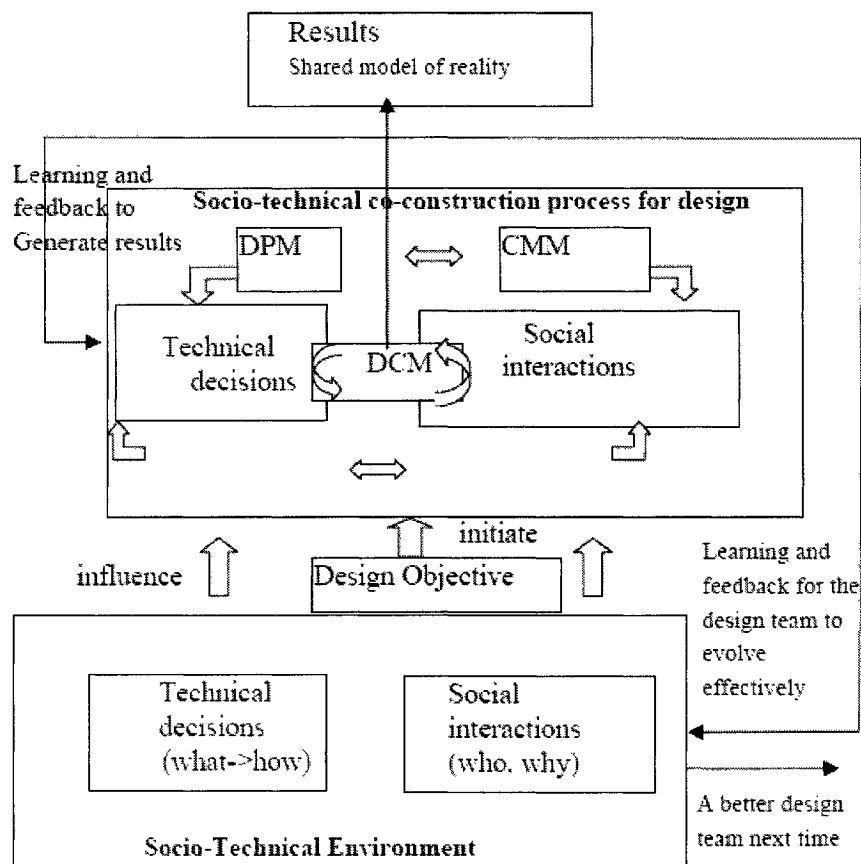 Results
Shared model of reality
Learning and
feedback to
Generate results
Socio-technical co-construction process for design
DPM
CMM
Technical
decisions
DCM
Social
interactions
initiate
influence
Design Objective
Learning and
feedback for the
design team to
evolve
effectively
Technical
decisions
(what->how)
Social
interactions
(who, why)
A better design
team next time
Socio-Technical Environment